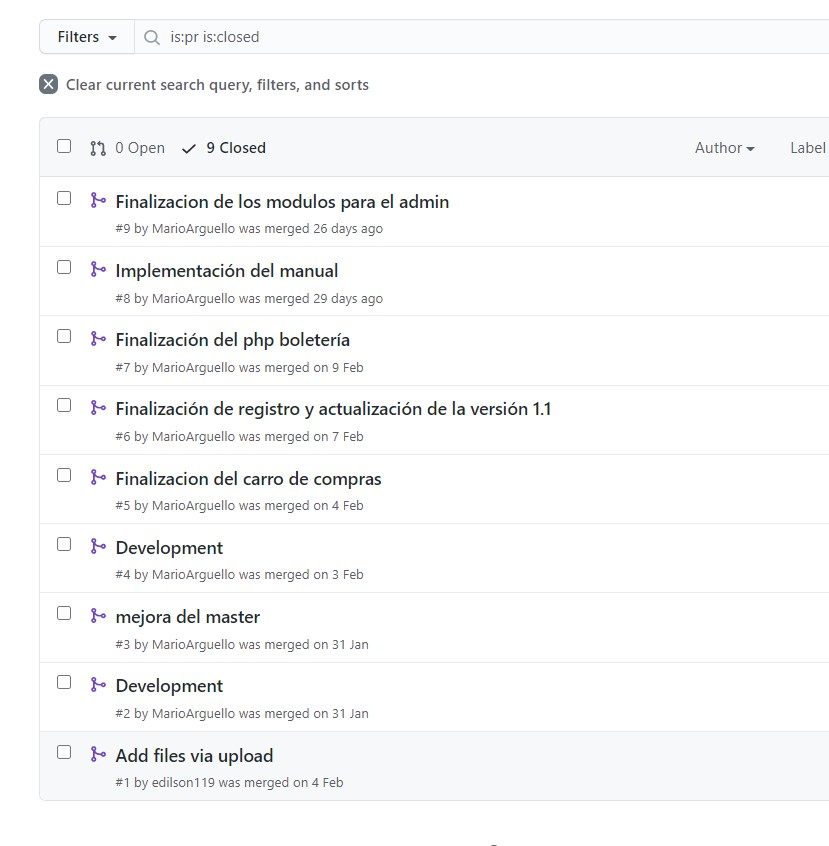 Filters
is:pr is:closed
Clear current search query, filters, and sorts
0 Open 9 Closed Author Label
Finalizacion de los modulos para el admin
#9 by MarioArguello was merged 26 days ago
Implementación del manual
#8 by MarioArguello was merged 29 days ago
Finalización del php boletería
#7 by MarioArguello was merged on 9 Feb
Finalización de registro y actualización de la versión 1.1
#6 by MarioArguello was merged on 7 Feb
Finalizacion del carro de compras
#5 by MarioArguello was merged on 4 Feb
Development
#4 by MarioArguello was merged on 3 Feb
mejora del master
#3 by MarioArguello was merged on 31 Jan
Development
#2 by MarioArguello was merged on 31 Jan
Add files via upload
#1 by edilson119 was merged on 4 Feb